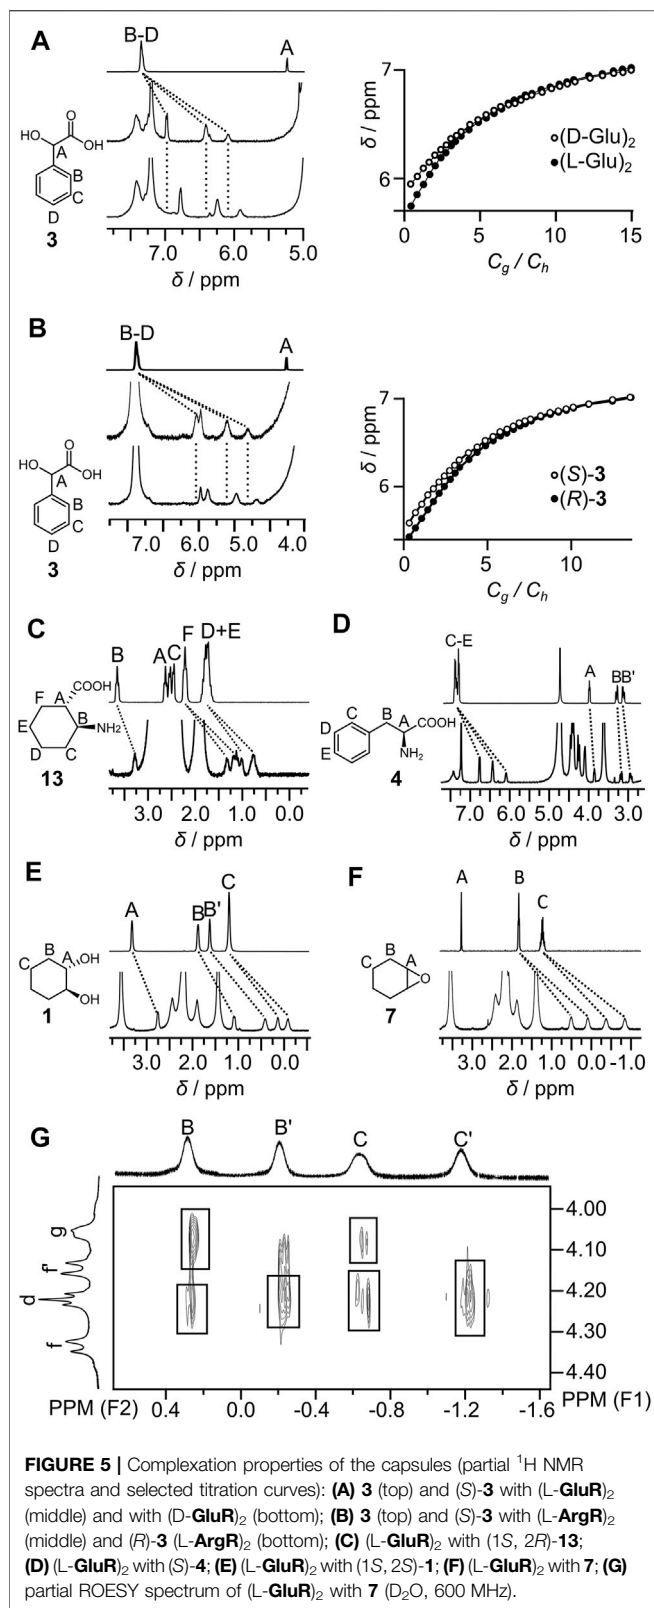 A
B-D
A
HO
O
OH
A
B
C
D
3
7.0
6.0
5.0
δ / ppm
δ / ppm
7
6
(D-Glu)₂
(L-Glu)₂
0
5
10
15
Cg / Ch
B
B-D
A
O
HO
OH
A
B
C
D
3
7.0
6.0
5.0
4.0
δ / ppm
δ / ppm
7
6
(S)-3
(R)-3
0
5
10
Cg / Ch
C
B
A
C
F
D+E
F
A
COOH
E
B
NH₂
D
C
13
3.0
2.0
1.0
0.0
δ / ppm
D
C-E
A
B
B'
B
COOH
D
C
A
E
NH₂
4
7.0
6.0
5.0
4.0
3.0
δ / ppm
E
A
B
B'
C
B
C
A
OH
OH
1
3.0
2.0
1.0
0.0
δ / ppm
F
A
B
C
B
C
A
O
7
3.0
2.0
1.0
0.0
-1.0
δ / ppm
G
B
B'
C
C'
g
f'
d
f
4.00
4.10
4.20
4.30
4.40
PPM (F2)
0.4
0.0
-0.4
-0.8
-1.2
-1.6
PPM (F1)
FIGURE 5 | Complexation properties of the capsules (partial ¹H NMR
spectra and selected titration curves): (A) 3 (top) and (S)-3 with (L-GluR)₂
(middle) and with (D-GluR)₂ (bottom); (B) 3 (top) and (S)-3 with (L-ArgR)₂
(middle) and (R)-3 (L-ArgR)₂ (bottom); (C) (L-GluR)₂ with (1S, 2R)-13;
(D) (L-GluR)₂ with (S)-4; (E) (L-GluR)₂ with (1S, 2S)-1; (F) (L-GluR)₂ with 7; (G)
partial ROESY spectrum of (L-GluR)₂ with 7 (D₂O, 600 MHz).